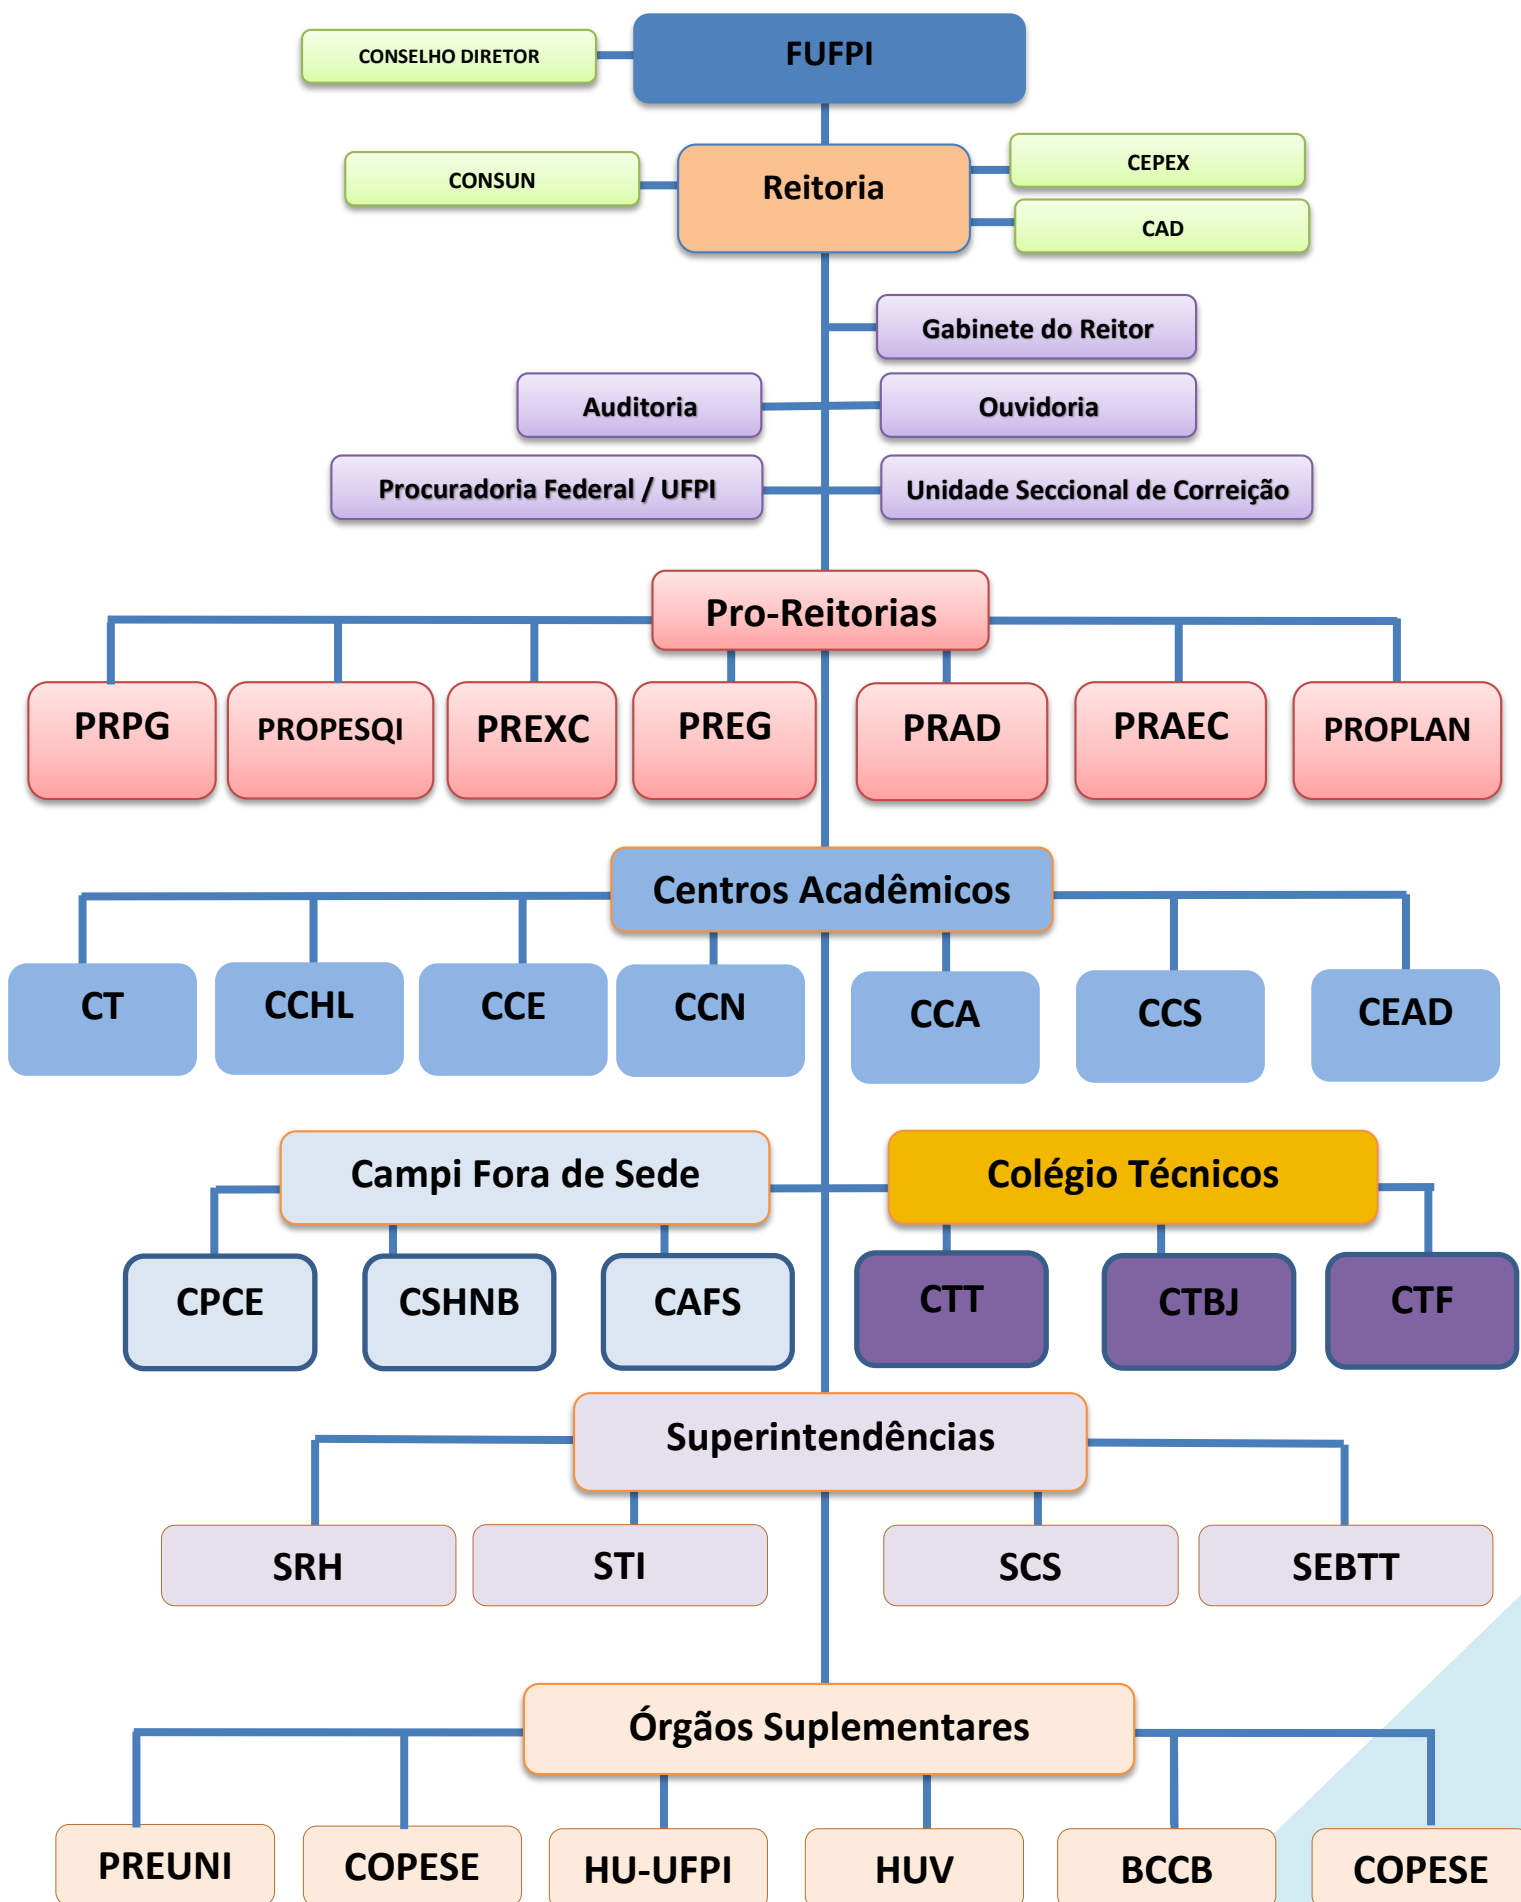 FUFPI
CONSELHO DIRETOR
CONSUN
Reitoria
CEPEX
CAD
Gabinete do Reitor
Auditoria
Ouvidoria
Procuradoria Federal / UFPI
Unidade Seccional de Correição
Pro-Reitorias
PRPG
PROPESQI
PREXC
PREG
PRAD
PRAEC
PROPLAN
Centros Acadêmicos
CT
CCHL
CCE
CCN
CCA
CCS
CEAD
Campi Fora de Sede
Colégio Técnicos
CPCE
CSHNB
CAFS
CTT
CTBJ
CTF
Superintendências
SRH
STI
SCS
SEBTT
Órgãos Suplementares
PREUNI
COPESE
HU-UFPI
HUV
BCCB
COPESE